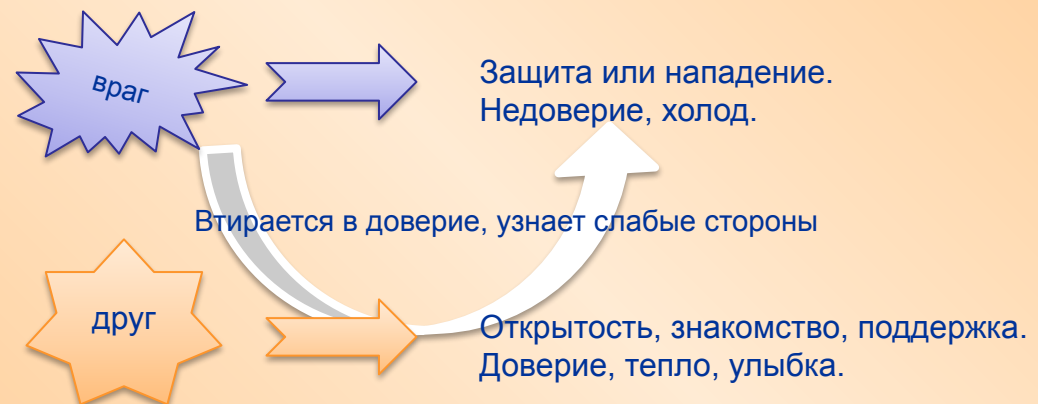 враг
Защита или нападение.
Недоверие, холод.
Втирается в доверие, узнает слабые стороны
друг
Открытость, знакомство, поддержка.
Доверие, тепло, улыбка.